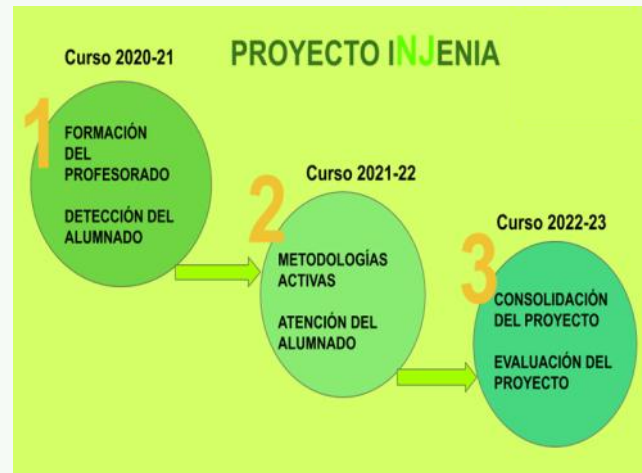 PROYECTO INJENIA
Curso 2020-21
1
FORMACIÓN
DEL
PROFESORADO
DETECCIÓN DEL
ALUMNADO
Curso 2021-22
2
METODOLOGÍAS
ACTIVAS
ATENCIÓN DEL
ALUMNADO
Curso 2022-23
3
CONSOLIDACIÓN
DEL PROYECTO
EVALUACIÓN DEL
PROYECTO